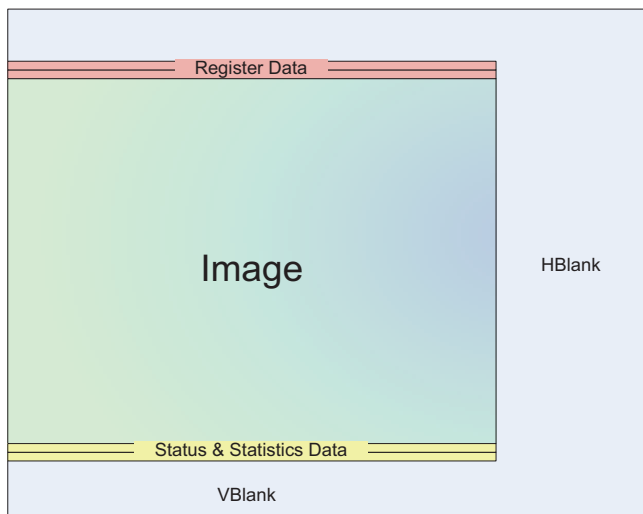 Register Data
Image
HBlank
Status & Statistics Data
VBlank